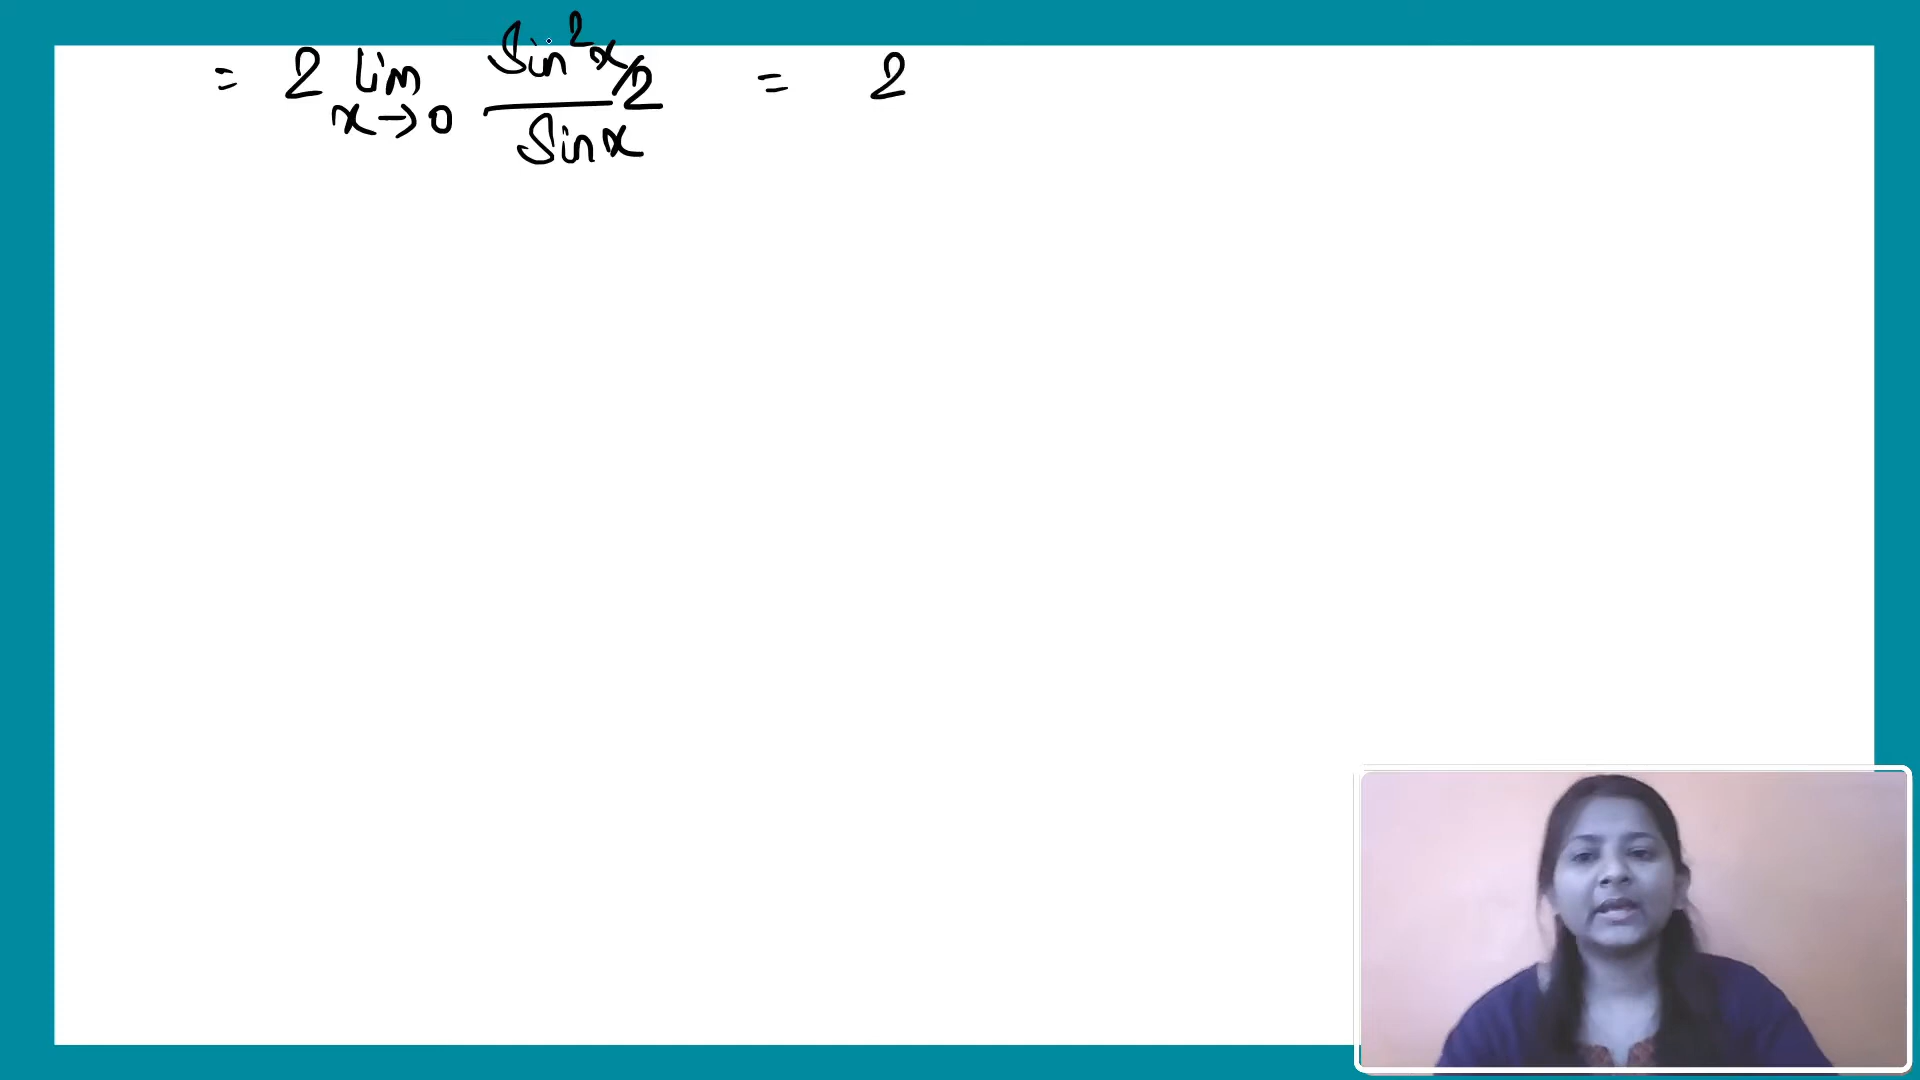 = 2 lim x→0 Sin²x/2 / Sinx = 2